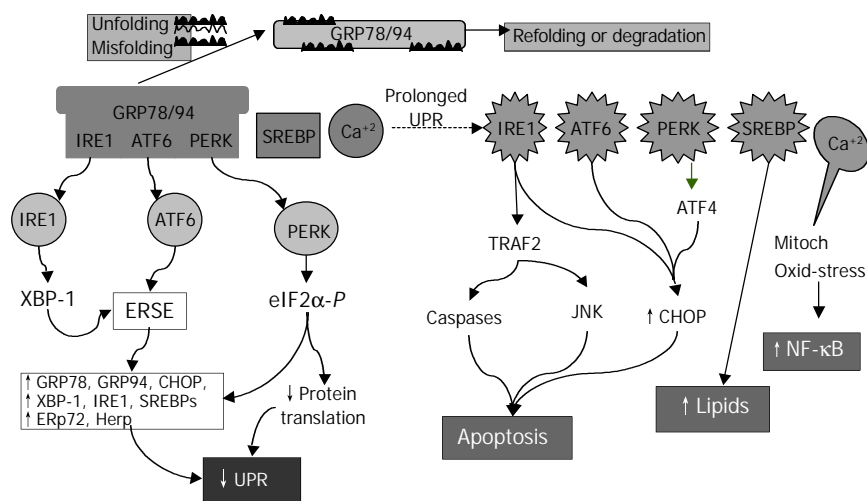 Unfolding
Misfolding
GRP78/94
Refolding or degradation
GRP78/94
IRE1 ATF6 PERK
SREBP
Ca⁺²
Prolonged
UPR
IRE1
ATF6
PERK
SREBP
Ca⁺²
IRE1
ATF6
PERK
ATF4
TRAF2
Mitoch
Oxid-stress
XBP-1
ERSE
eIF2α-P
Caspases
JNK
↑ CHOP
↑ NF-κB
↑ GRP78, GRP94, CHOP,
↑ XBP-1, IRE1, SREBPs
↑ ERp72, Herp
↓ Protein
translation
Apoptosis
↑ Lipids
↓ UPR